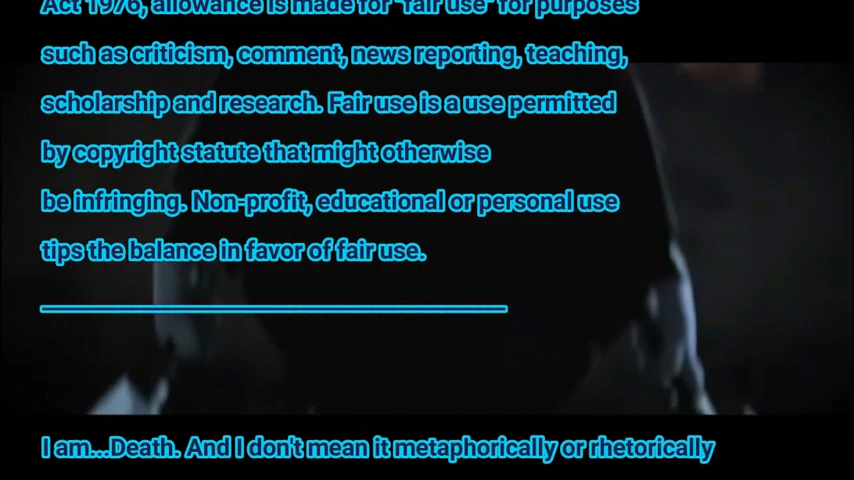 Act 1976, allowance is made for "fair use" for purposes
such as criticism, comment, news reporting, teaching,
scholarship and research. Fair use is a use permitted
by copyright statute that might otherwise
be infringing. Non-profit, educational or personal use
tips the balance in favor of fair use.
I am...Death. And I don't mean it metaphorically or rhetorically